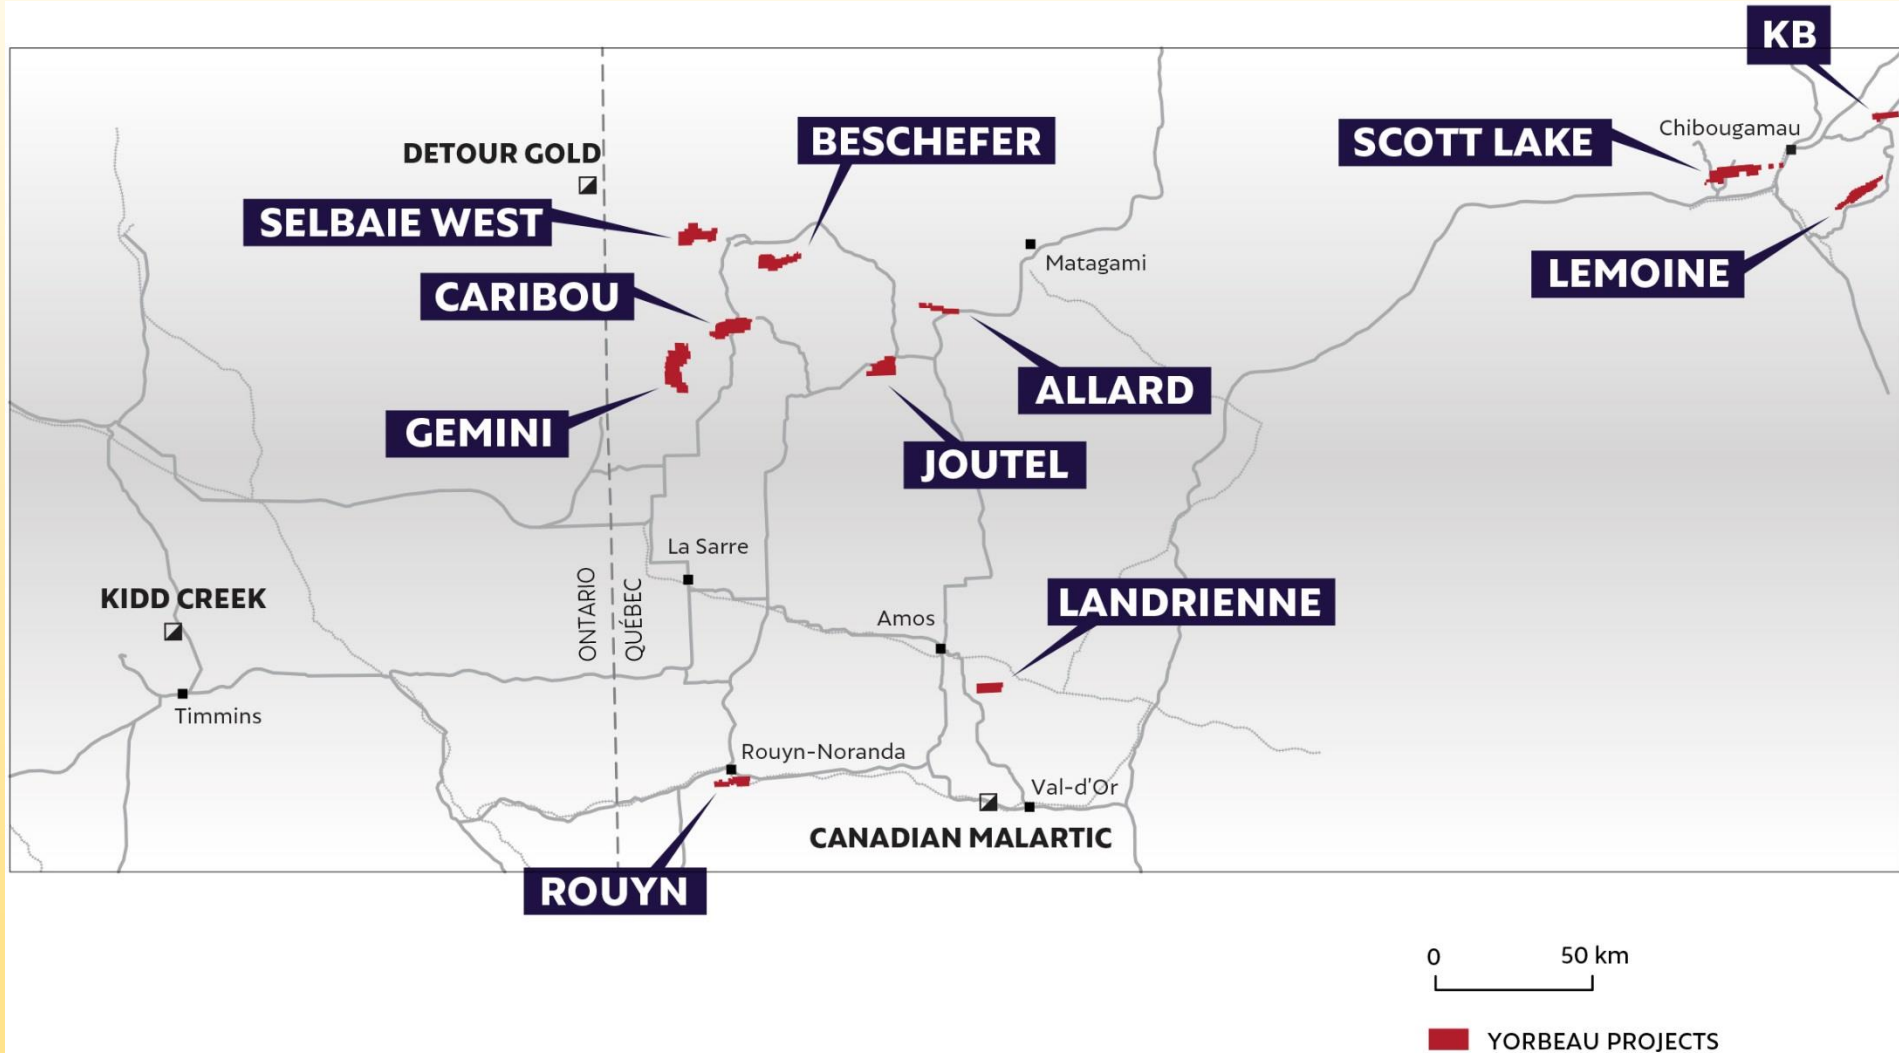 KB
Chibougamau
SCOTT LAKE
BESCHEFER
DETOUR GOLD
SELBAIE WEST
Matagami
LEMOINE
CARIBOU
ALLARD
GEMINI
JOUTEL
La Sarre
KIDD CREEK
ONTARIO
QUÉBEC
LANDRIENNE
Amos
Timmins
Rouyn-Noranda
Val-d'Or
CANADIAN MALARTIC
ROUYN
0 50 km
YORBEAU PROJECTS